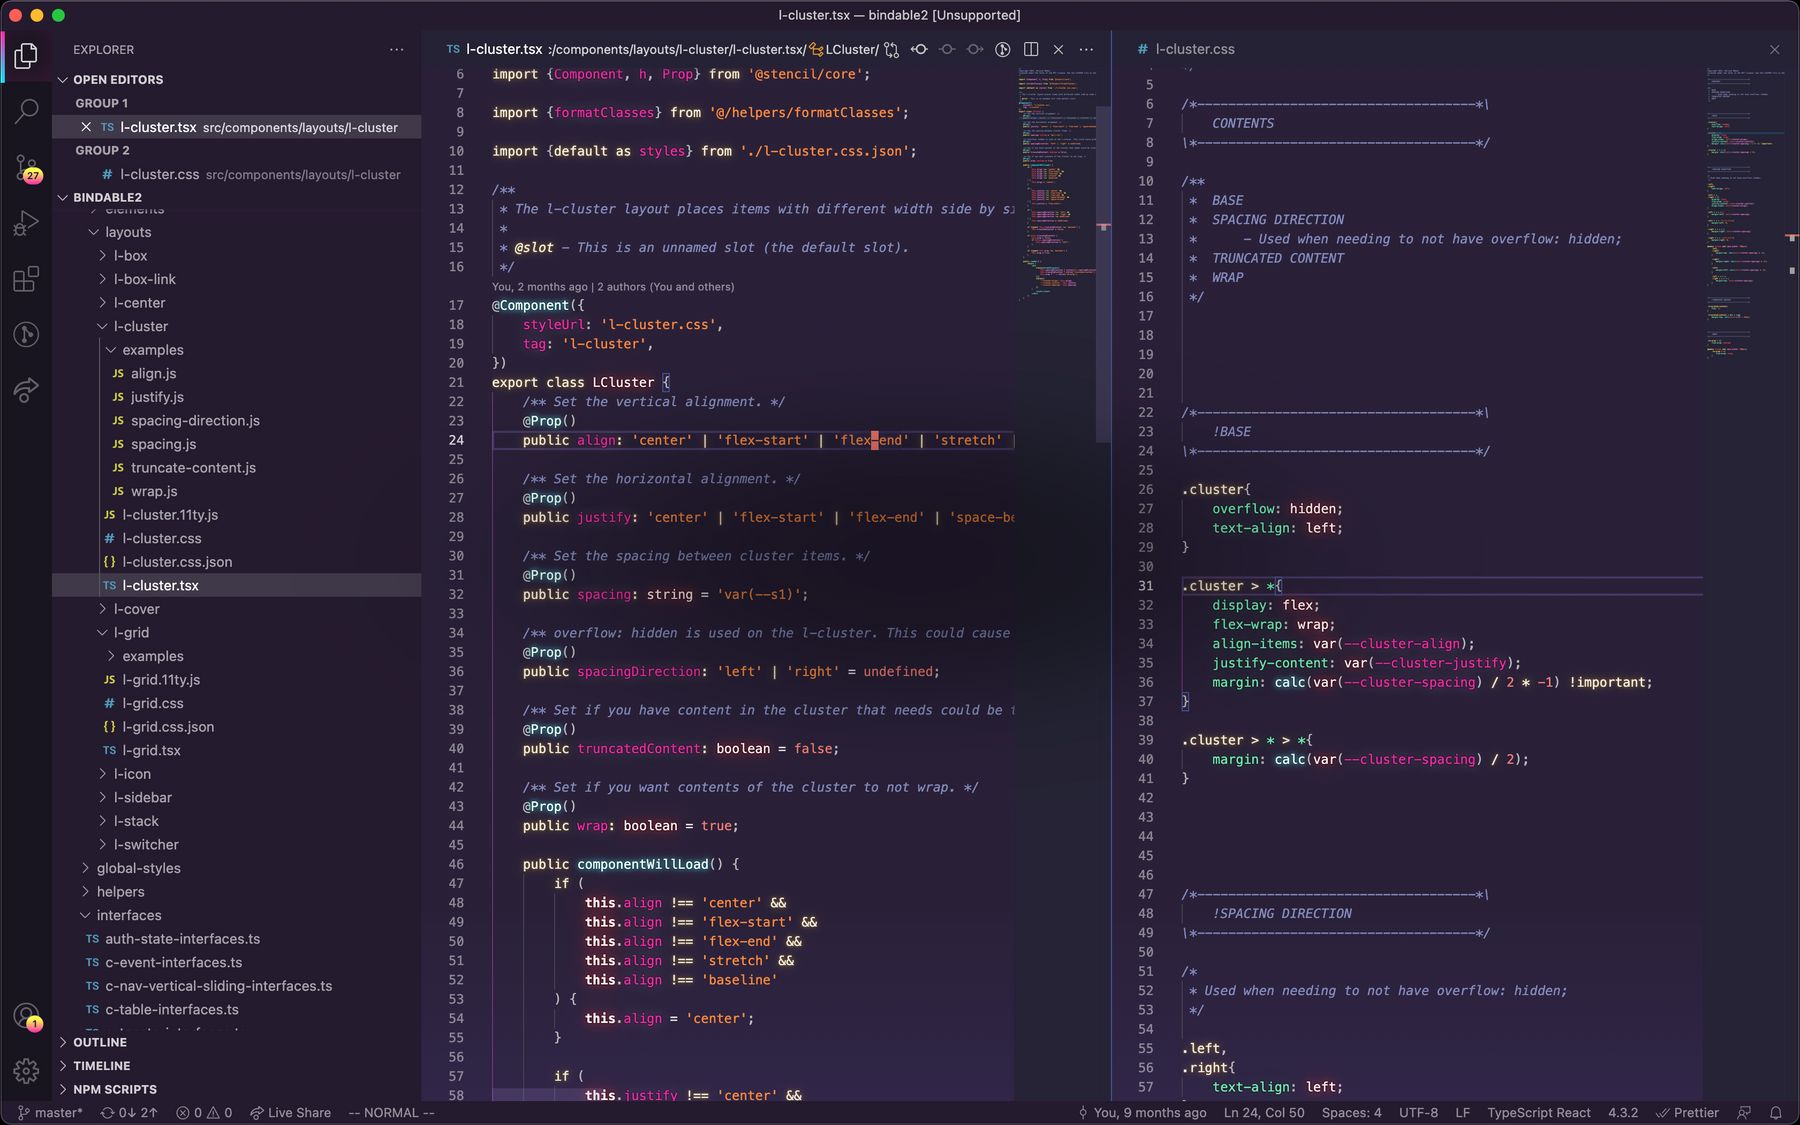 l-cluster.tsx — bindable2 [Unsupported]
EXPLORER
OPEN EDITORS
GROUP 1
TS l-cluster.tsx src/components/layouts/l-cluster
GROUP 2
# l-cluster.css src/components/layouts/l-cluster
27
BINDABLE2
elements
layouts
l-box
l-box-link
l-center
l-cluster
examples
JS align.js
JS justify.js
JS spacing-direction.js
JS spacing.js
JS truncate-content.js
JS wrap.js
JS l-cluster.11ty.js
# l-cluster.css
{} l-cluster.css.json
TS l-cluster.tsx
l-cover
l-grid
examples
JS l-grid.11ty.js
# l-grid.css
{} l-grid.css.json
TS l-grid.tsx
l-icon
l-sidebar
l-stack
l-switcher
global-styles
helpers
interfaces
TS auth-state-interfaces.ts
TS c-event-interfaces.ts
TS c-nav-vertical-sliding-interfaces.ts
TS c-table-interfaces.ts
1
OUTLINE
TIMELINE
NPM SCRIPTS
TS l-cluster.tsx :/components/layouts/l-cluster/l-cluster.tsx/ LCluster/
6 import {Component, h, Prop} from '@stencil/core';
7
8 import {formatClasses} from '@/helpers/formatClasses';
9
10 import {default as styles} from './l-cluster.css.json';
11
12 /**
13 * The l-cluster layout places items with different width side by si
14 *
15 * @slot - This is an unnamed slot (the default slot).
16 */
You, 2 months ago | 2 authors (You and others)
17 @Component({
18 styleUrl: 'l-cluster.css',
19 tag: 'l-cluster',
20 })
21 export class LCluster {
22 /** Set the vertical alignment. */
23 @Prop()
24 public align: 'center' | 'flex-start' | 'flex-end' | 'stretch' |
25
26 /** Set the horizontal alignment. */
27 @Prop()
28 public justify: 'center' | 'flex-start' | 'flex-end' | 'space-be
29
30 /** Set the spacing between cluster items. */
31 @Prop()
32 public spacing: string = 'var(--s1)';
33
34 /** overflow: hidden is used on the l-cluster. This could cause
35 @Prop()
36 public spacingDirection: 'left' | 'right' = undefined;
37
38 /** Set if you have content in the cluster that needs could be t
39 @Prop()
40 public truncatedContent: boolean = false;
41
42 /** Set if you want contents of the cluster to not wrap. */
43 @Prop()
44 public wrap: boolean = true;
45
46 public componentWillLoad() {
47 if (
48 this.align !== 'center' &&
49 this.align !== 'flex-start' &&
50 this.align !== 'flex-end' &&
51 this.align !== 'stretch' &&
52 this.align !== 'baseline'
53 ) {
54 this.align = 'center';
55 }
56
57 if (
58 this.justify !== 'center' &&
# l-cluster.css
5
6 /*------------------------------------*\
7 CONTENTS
8 \*------------------------------------*/
9
10 /**
11 * BASE
12 * SPACING DIRECTION
13 * - Used when needing to not have overflow: hidden;
14 * TRUNCATED CONTENT
15 * WRAP
16 */
17
18
19
20
21
22 /*------------------------------------*\
23 !BASE
24 \*------------------------------------*/
25
26 .cluster{
27 overflow: hidden;
28 text-align: left;
29 }
30
31 .cluster > *{
32 display: flex;
33 flex-wrap: wrap;
34 align-items: var(--cluster-align);
35 justify-content: var(--cluster-justify);
36 margin: calc(var(--cluster-spacing) / 2 * -1) !important;
37 }
38
39 .cluster > * > *{
40 margin: calc(var(--cluster-spacing) / 2);
41 }
42
43
44
45
46
47 /*------------------------------------*\
48 !SPACING DIRECTION
49 \*------------------------------------*/
50
51 /*
52 * Used when needing to not have overflow: hidden;
53 */
54
55 .left,
56 .right{
57 text-align: left;
master* 0↓ 2↑ 0 0 Live Share -- NORMAL -- You, 9 months ago Ln 24, Col 50 Spaces: 4 UTF-8 LF TypeScript React 4.3.2 Prettier